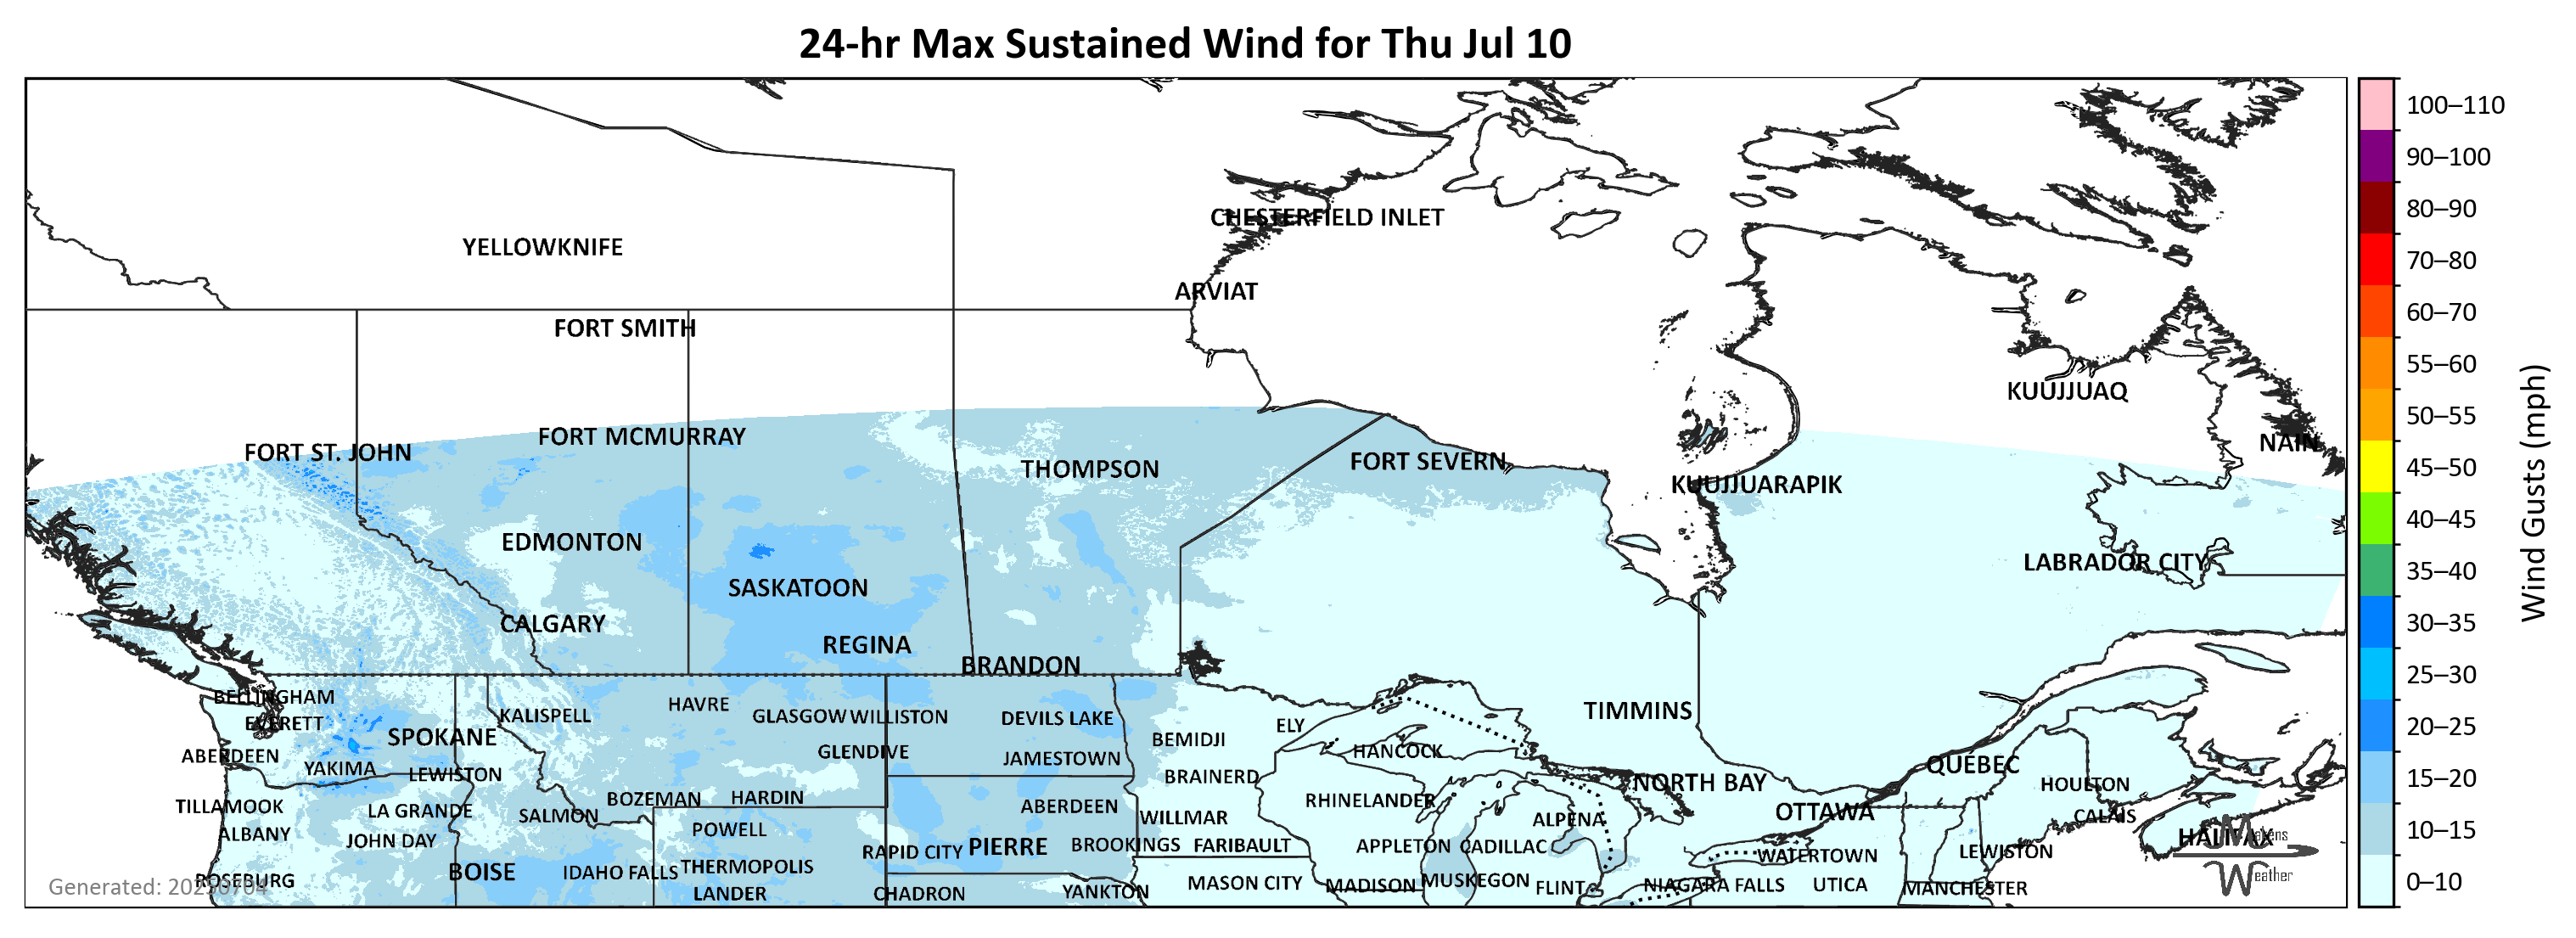 24-hr Max Sustained Wind for Thu Jul 10
100–110
90–100
80–90
70–80
60–70
55–60
50–55
45–50
40–45
35–40
30–35
25–30
20–25
15–20
10–15
0–10
Wind Gusts (mph)
CHESTERFIELD INLET
YELLOWKNIFE
ARVIAT
FORT SMITH
KUUJJUAQ
FORT MCMURRAY
NAIN
FORT ST. JOHN
FORT SEVERN
THOMPSON
KUUJJUARAPIK
EDMONTON
LABRADOR CITY
SASKATOON
CALGARY
REGINA
BRANDON
BELLINGHAM
HAVRE
TIMMINS
KALISPELL
GLASGOW
WILLISTON
DEVILS LAKE
EVERETT
ELY
SPOKANE
BEMIDJI
GLENDIVE
HANCOCK
ABERDEEN
JAMESTOWN
QUÉBEC
YAKIMA
LEWISTON
BRAINERD
NORTH BAY
HOULTON
BOZEMAN
HARDIN
RHINELANDER
TILLAMOOK
ABERDEEN
LA GRANDE
OTTAWA
SALMON
CALAIS
WILLMAR
ALPENA
POWELL
ALBANY
HALIFAX
Makens
JOHN DAY
BROOKINGS
FARIBAULT
APPLETON
CADILLAC
PIERRE
RAPID CITY
LEWISTON
WATERTOWN
THERMOPOLIS
BOISE
IDAHO FALLS
Weather
ROSEBURG
MUSKEGON
MASON CITY
MADISON
NIAGARA FALLS
UTICA
Generated: 20250704
FLINT
MANCHESTER
YANKTON
LANDER
CHADRON